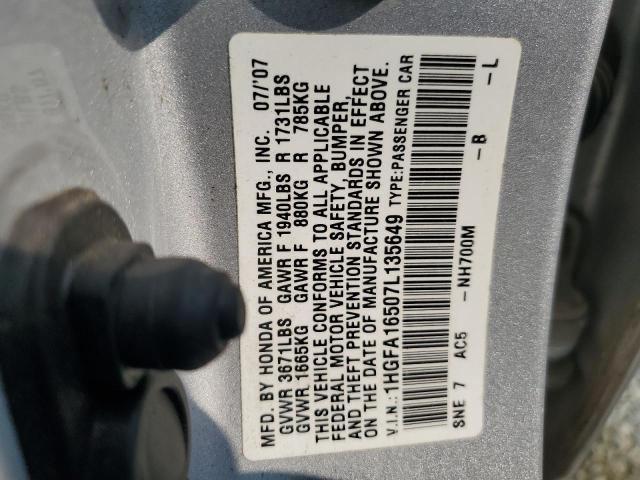 MFD. BY HONDA OF AMERICA MFG., INC. 07/'07
GVWR 3671LBS GAWR F 1940LBS R 1731LBS
GVWR 1665KG GAWR F 880KG R 785KG
THIS VEHICLE CONFORMS TO ALL APPLICABLE
FEDERAL MOTOR VEHICLE SAFETY, BUMPER,
AND THEFT PREVENTION STANDARDS IN EFFECT
ON THE DATE OF MANUFACTURE SHOWN ABOVE.
V.I.N.: 1HGFA16507L135649 TYPE:PASSENGER CAR
SNE 7 AC5 -NH700M -B -L